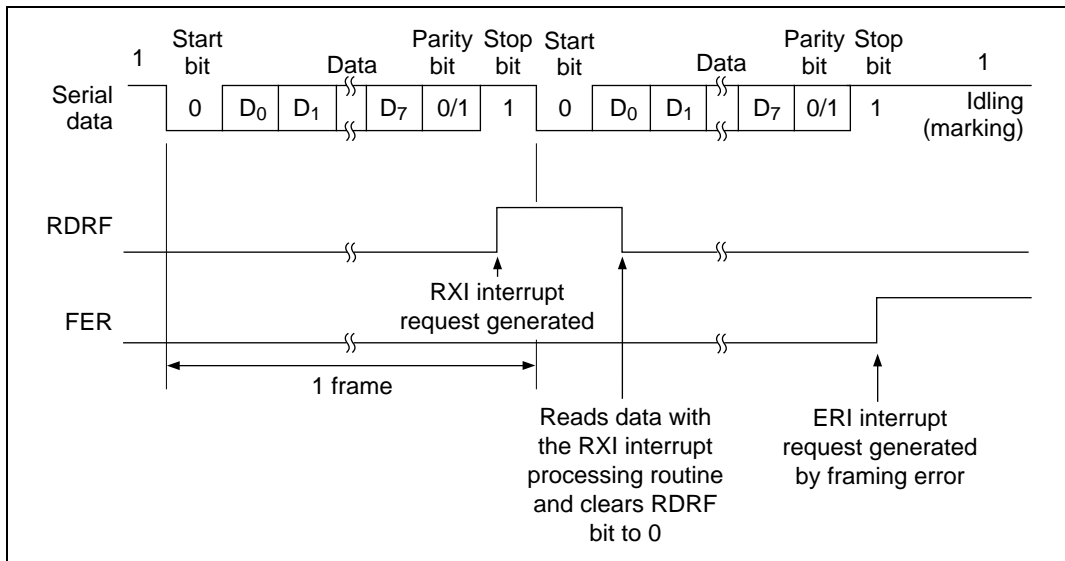 1
Start bit
Data
Parity bit
Stop bit
Start bit
Data
Parity bit
Stop bit
1
Serial data
0
D0
D1
D7
0/1
1
0
D0
D1
D7
0/1
1
Idling (marking)
RDRF
RXI interrupt
request generated
FER
1 frame
Reads data with
the RXI interrupt
processing routine
and clears RDRF
bit to 0
ERI interrupt
request generated
by framing error